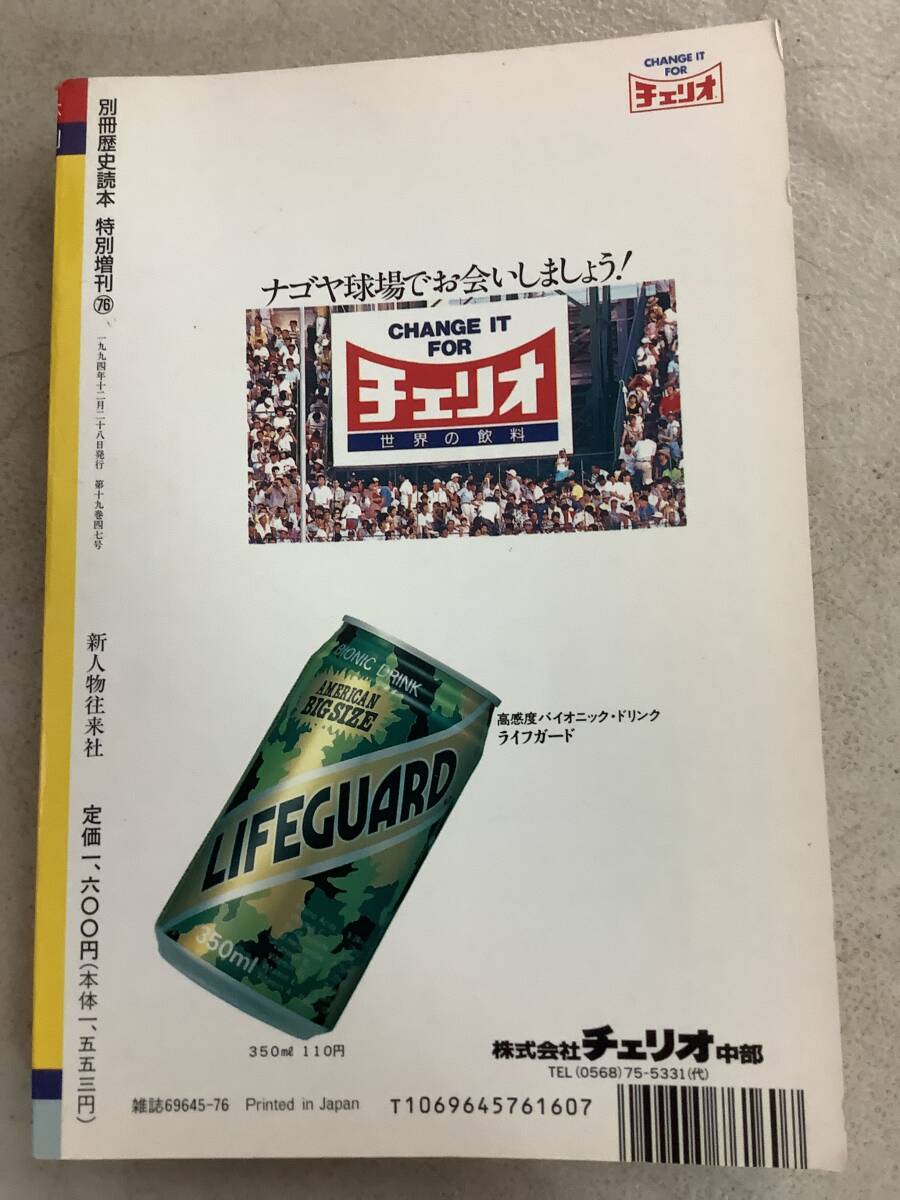 CHANGE IT
FOR
チェリオ
別冊歴史読本 特別増刊76
一九九四年十二月二十八日発行 第十九巻四七号
新人物往来社
定価一、六〇〇円(本体一、五五三円)
ナゴヤ球場でお会いしましょう!
CHANGE IT
FOR
チェリオ
世界の飲料
BIONIC DRINK
AMERICAN
BIG SIZE
LIFEGUARD
350ml
高感度バイオニック・ドリンク
ライフガード
350ml 110円
株式会社チェリオ中部
TEL(0568)75-5331(代)
雑誌69645-76 Printed in Japan T1069645761607